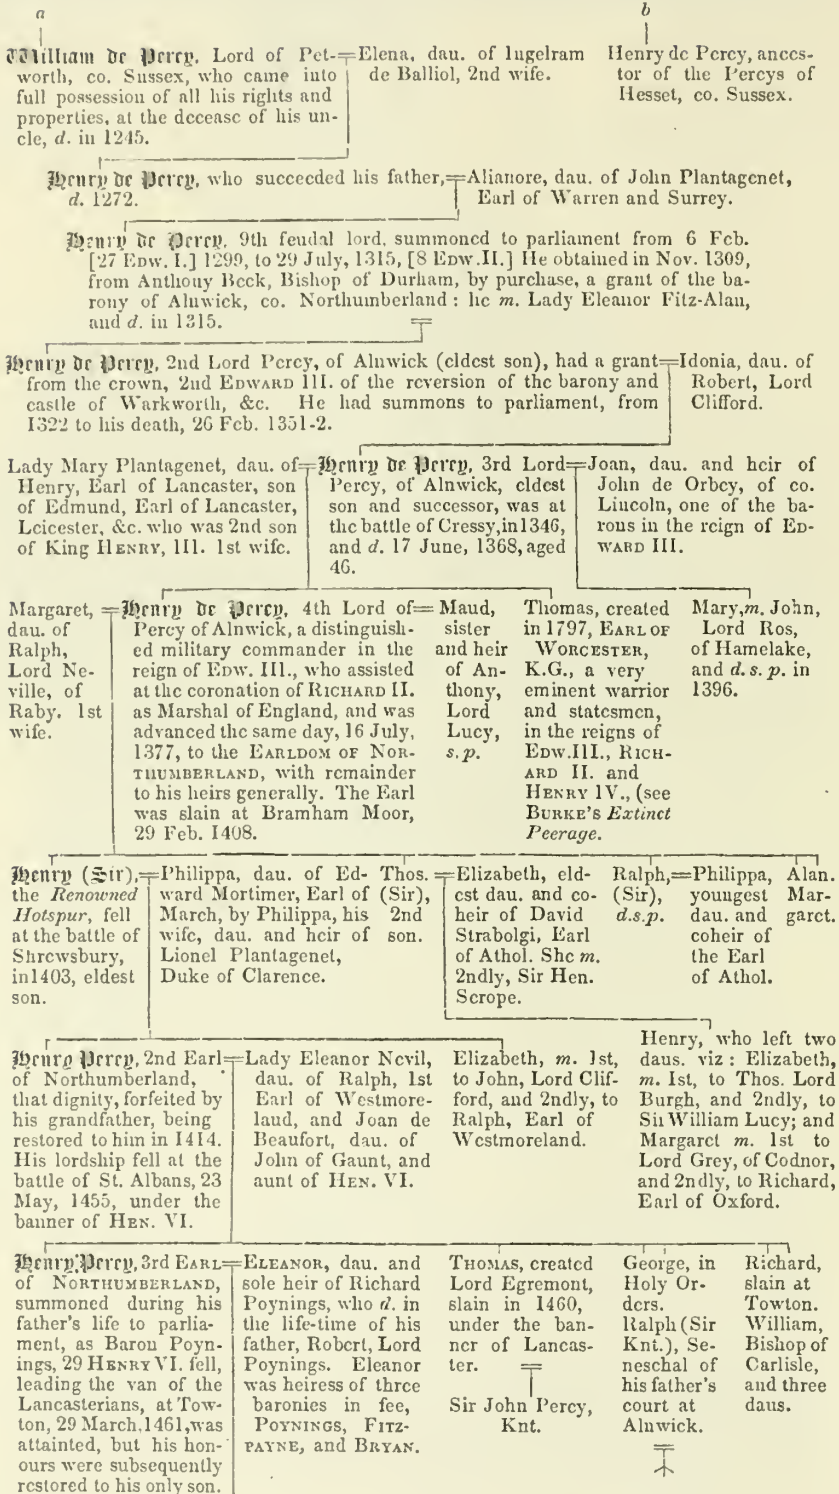 a
b
William de Percy, Lord of Pet-
worth, co. Sussex, who came into
full possession of all his rights and
properties, at the decease of his un-
cle, d. in 1245.
Elena, dau. of Ingelram
de Balliol, 2nd wife.
Henry de Percy, ances-
tor of the Percys of
Hesset, co. Sussex.
Henry de Percy, who succeeded his father,
d. 1272.
Alianore, dau. of John Plantagenet,
Earl of Warren and Surrey.
Henry de Percy, 9th feudal lord, summoned to parliament from 6 Feb.
[27 EDW. I.] 1299, to 29 July, 1315, [8 EDW. II.] He obtained in Nov. 1309,
from Anthony Beck, Bishop of Durham, by purchase, a grant of the ba-
rony of Alnwick, co. Northumberland : he m. Lady Eleanor Fitz-Alan,
and d. in 1315.
Henry de Percy, 2nd Lord Percy, of Alnwick (eldest son), had a grant
from the crown, 2nd EDWARD III. of the reversion of the barony and
castle of Warkworth, &c. He had summons to parliament, from
1322 to his death, 26 Feb. 1351-2.
Idonia, dau. of
Robert, Lord
Clifford.
Lady Mary Plantagenet, dau. of
Henry, Earl of Lancaster, son
of Edmund, Earl of Lancaster,
Leicester, &c. who was 2nd son
of King HENRY, III. 1st wife.
Henry de Percy, 3rd Lord
Percy, of Alnwick, eldest
son and successor, was at
the battle of Cressy, in 1346,
and d. 17 June, 1368, aged
46.
Joan, dau. and heir of
John de Orbey, of co.
Lincoln, one of the ba-
rons in the reign of ED-
WARD III.
Margaret,
dau. of
Ralph,
Lord Ne-
ville, of
Raby. 1st
wife.
Henry de Percy, 4th Lord of
Percy of Alnwick, a distinguish-
ed military commander in the
reign of EDW. III., who assisted
at the coronation of RICHARD II.
as Marshal of England, and was
advanced the same day, 16 July,
1377, to the EARLDOM OF NOR-
THUMBERLAND, with remainder
to his heirs generally. The Earl
was slain at Bramham Moor,
29 Feb. 1408.
Maud,
sister
and heir
of An-
thony,
Lord
Lucy,
s.p.
Thomas, created
in 1797, EARL OF
WORCESTER,
K.G., a very
eminent warrior
and statesmen,
in the reigns of
EDW.III., RICH-
ARD II. and
HENRY IV., (see
BURKE'S Extinct
Peerage.
Mary, m. John,
Lord Ros,
of Hamelake,
and d. s. p. in
1396.
Henry (Sir),
the Renowned
Hotspur, fell
at the battle of
Shrewsbury,
in 1403, eldest
son.
Philippa, dau. of Ed-
ward Mortimer, Earl of
March, by Philippa, his
wife, dau. and heir of
Lionel Plantagenet,
Duke of Clarence.
Thos.
(Sir),
2nd
son.
Elizabeth, eld-
est dau. and co-
heir of David
Strabolgi, Earl
of Athol. She m.
2ndly, Sir Hen.
Scrope.
Ralph,
(Sir),
d.s.p.
Philippa,
youngest
dau. and
coheir of
the Earl
of Athol.
Alan.
Mar-
garet.
Henry Percy, 2nd Earl
of Northumberland,
that dignity, forfeited by
his grandfather, being
restored to him in 1414.
His lordship fell at the
battle of St. Albans, 23
May, 1455, under the
banner of HEN. VI.
Lady Eleanor Nevil,
dau. of Ralph, 1st
Earl of Westmore-
land, and Joan de
Beaufort, dau. of
John of Gaunt, and
aunt of HEN. VI.
Elizabeth, m. 1st,
to John, Lord Clif-
ford, and 2ndly, to
Ralph, Earl of
Westmoreland.
Henry, who left two
daus. viz : Elizabeth,
m. 1st, to Thos. Lord
Burgh, and 2ndly, to
Sir William Lucy; and
Margaret m. 1st to
Lord Grey, of Codnor,
and 2ndly, to Richard,
Earl of Oxford.
Henry Percy, 3rd EARL
of NORTHUMBERLAND,
summoned during his
father's life to parlia-
ment, as Baron Poyn-
ings, 29 HENRY VI. fell,
leading the van of the
Lancasterians, at Tow-
ton, 29 March, 1461, was
attainted, but his hon-
ours were subsequently
restored to his only son.
ELEANOR, dau. and
sole heir of Richard
Poynings, who d. in
the life-time of his
father, Robert, Lord
Poynings. Eleanor
was heiress of three
baronies in fee,
POYNINGS, FITZ-
PAYNE, and BRYAN.
THOMAS, created
Lord Egremont,
slain in 1460,
under the ban-
ner of Lancas-
ter.
Sir John Percy,
Knt.
George, in
Holy Or-
ders.
Ralph (Sir
Knt.), Se-
neschal of
his father's
court at
Alnwick.
Richard,
slain at
Towton.
William,
Bishop of
Carlisle,
and three
daus.